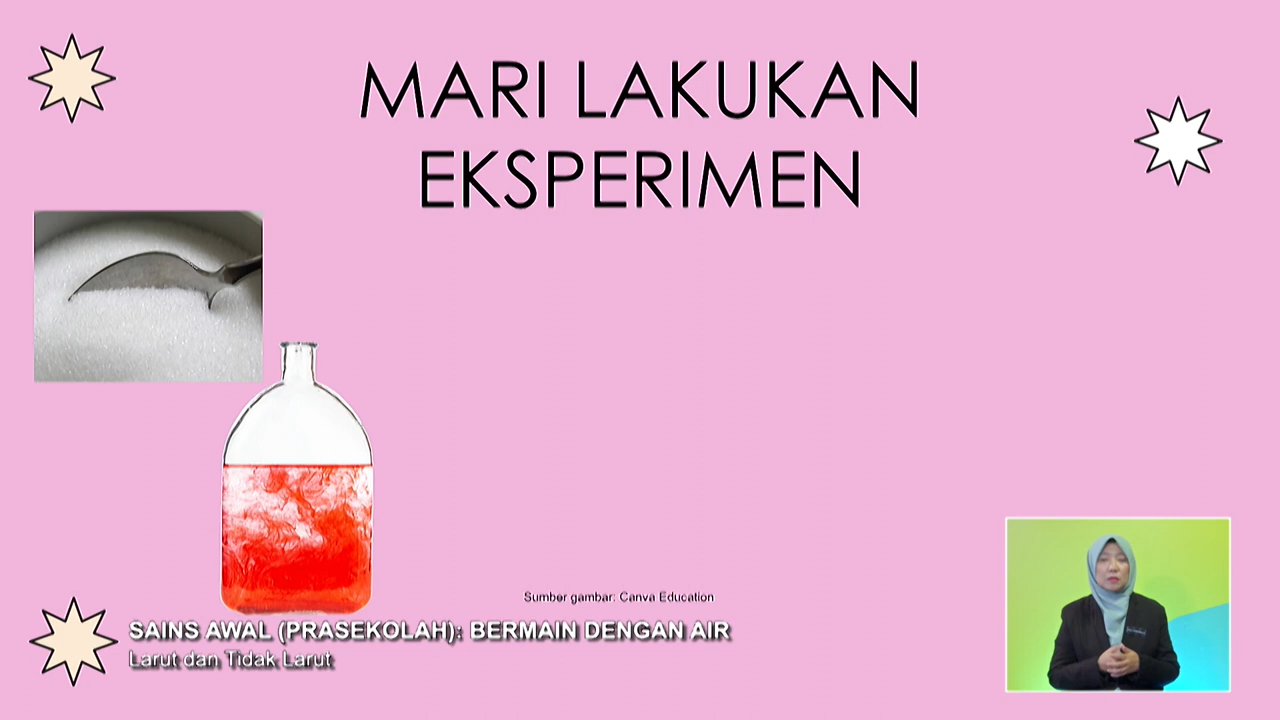 MARI LAKUKAN
EKSPERIMEN
Sumber gambar: Canva Education
SAINS AWAL (PRASEKOLAH): BERMAIN DENGAN AIR
Larut dan Tidak Larut